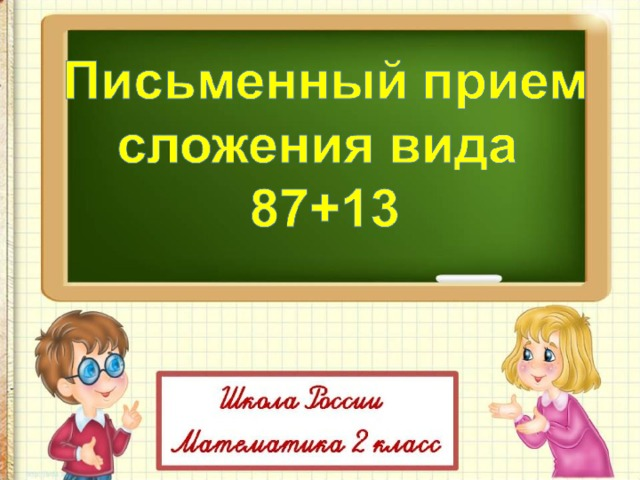 Письменный прием
сложения вида
87+13
Школа России
Математика 2 класс